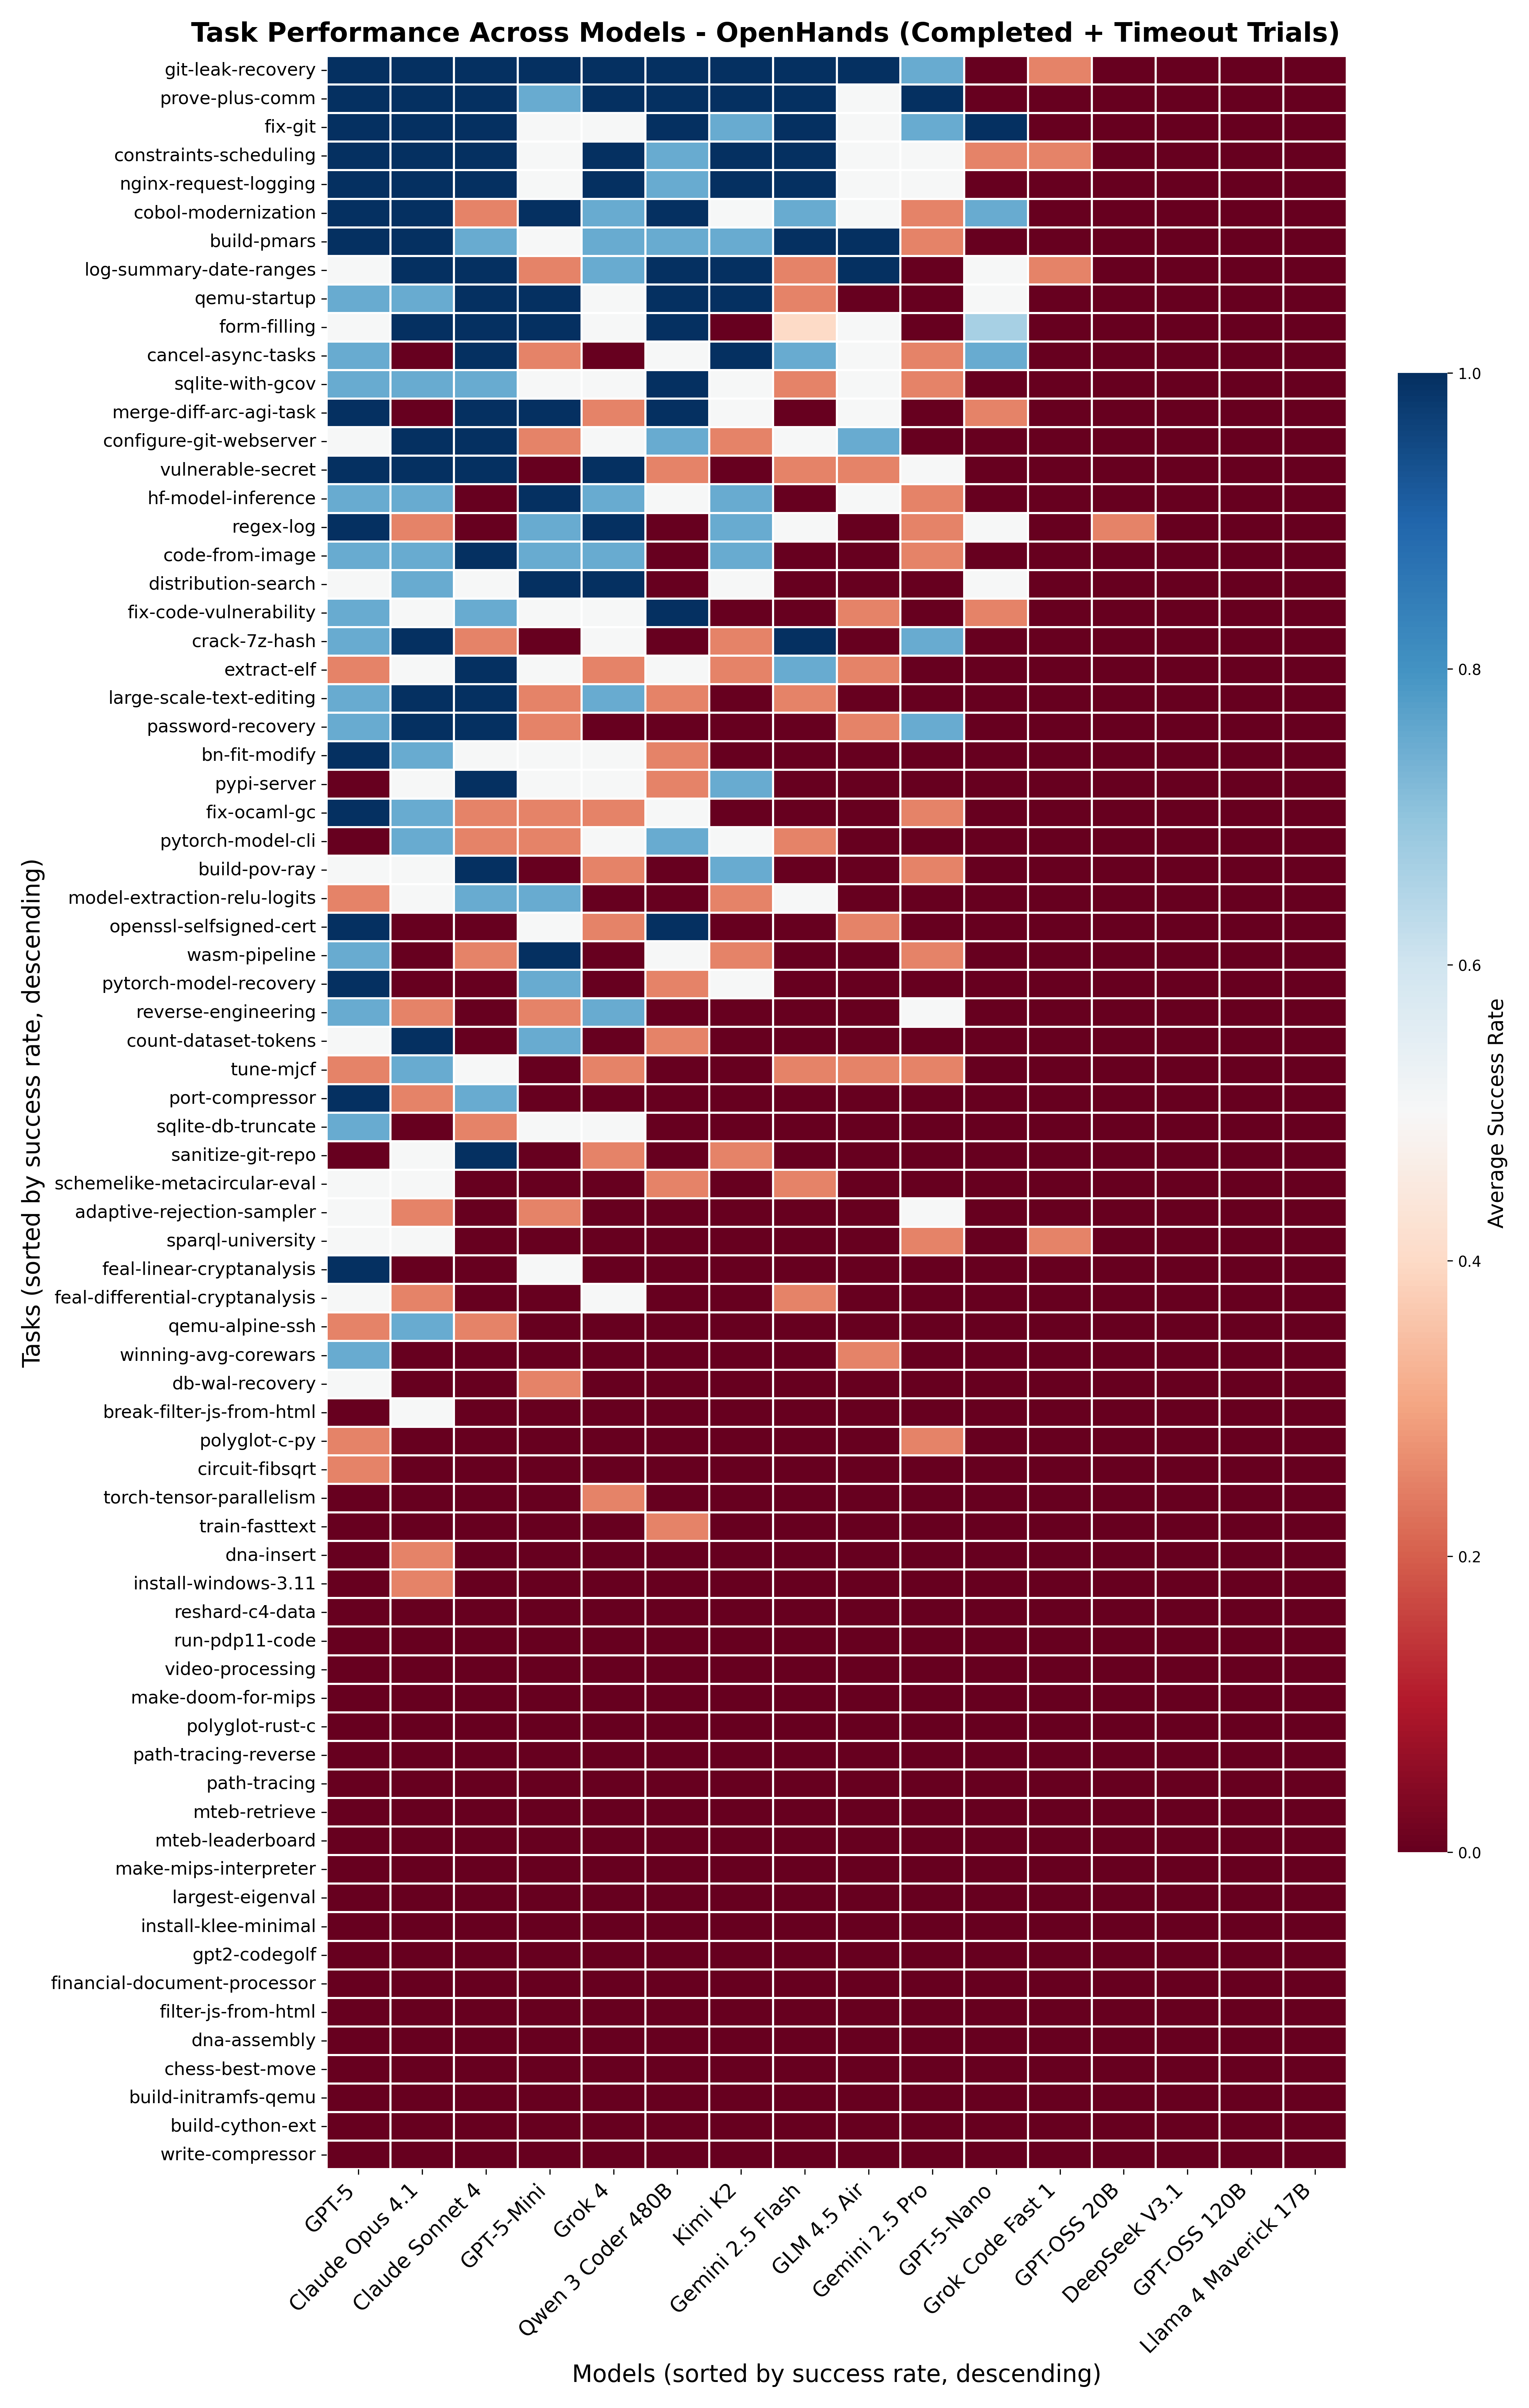 Task Performance Across Models - OpenHands (Completed + Timeout Trials)
git-leak-recovery
prove-plus-comm
fix-git
constraints-scheduling
nginx-request-logging
cobol-modernization
build-pmars
log-summary-date-ranges
qemu-startup
form-filling
cancel-async-tasks
sqlite-with-gcov
merge-diff-arc-agi-task
configure-git-webserver
vulnerable-secret
hf-model-inference
regex-log
code-from-image
distribution-search
fix-code-vulnerability
crack-7z-hash
extract-elf
large-scale-text-editing
password-recovery
bn-fit-modify
pypi-server
fix-ocaml-gc
pytorch-model-cli
build-pov-ray
model-extraction-relu-logits
openssl-selfsigned-cert
wasm-pipeline
pytorch-model-recovery
reverse-engineering
count-dataset-tokens
tune-mjcf
port-compressor
sqlite-db-truncate
sanitize-git-repo
schemelike-metacircular-eval
adaptive-rejection-sampler
sparql-university
feal-linear-cryptanalysis
feal-differential-cryptanalysis
qemu-alpine-ssh
winning-avg-corewars
db-wal-recovery
break-filter-js-from-html
polyglot-c-py
circuit-fibsqrt
torch-tensor-parallelism
train-fasttext
dna-insert
install-windows-3.11
reshard-c4-data
run-pdp11-code
video-processing
make-doom-for-mips
polyglot-rust-c
path-tracing-reverse
path-tracing
mteb-retrieve
mteb-leaderboard
make-mips-interpreter
largest-eigenval
install-klee-minimal
gpt2-codegolf
financial-document-processor
filter-js-from-html
dna-assembly
chess-best-move
build-initramfs-qemu
build-cython-ext
write-compressor
Tasks (sorted by success rate, descending)
GPT-5
Claude Opus 4.1
Claude Sonnet 4
GPT-5-Mini
Grok 4
Qwen 3 Coder 480B
Kimi K2
Gemini 2.5 Flash
GLM 4.5 Air
Gemini 2.5 Pro
GPT-5-Nano
Grok Code Fast 1
GPT-OSS 20B
DeepSeek V3.1
GPT-OSS 120B
Llama 4 Maverick 17B
Models (sorted by success rate, descending)
1.0
0.8
0.6
0.4
0.2
0.0
Average Success Rate